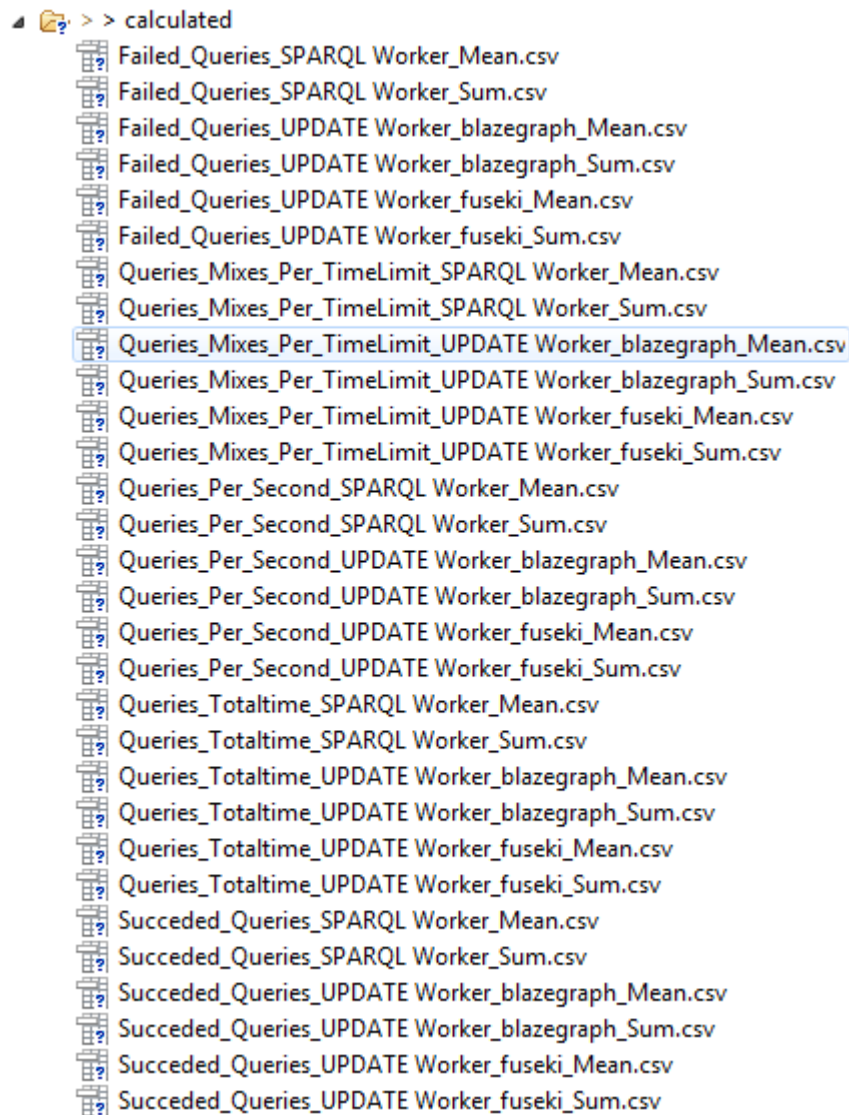 > > calculated
Failed_Queries_SPARQL Worker_Mean.csv
Failed_Queries_SPARQL Worker_Sum.csv
Failed_Queries_UPDATE Worker_blazegraph_Mean.csv
Failed_Queries_UPDATE Worker_blazegraph_Sum.csv
Failed_Queries_UPDATE Worker_fuseki_Mean.csv
Failed_Queries_UPDATE Worker_fuseki_Sum.csv
Queries_Mixes_Per_TimeLimit_SPARQL Worker_Mean.csv
Queries_Mixes_Per_TimeLimit_SPARQL Worker_Sum.csv
Queries_Mixes_Per_TimeLimit_UPDATE Worker_blazegraph_Mean.csv
Queries_Mixes_Per_TimeLimit_UPDATE Worker_blazegraph_Sum.csv
Queries_Mixes_Per_TimeLimit_UPDATE Worker_fuseki_Mean.csv
Queries_Mixes_Per_TimeLimit_UPDATE Worker_fuseki_Sum.csv
Queries_Per_Second_SPARQL Worker_Mean.csv
Queries_Per_Second_SPARQL Worker_Sum.csv
Queries_Per_Second_UPDATE Worker_blazegraph_Mean.csv
Queries_Per_Second_UPDATE Worker_blazegraph_Sum.csv
Queries_Per_Second_UPDATE Worker_fuseki_Mean.csv
Queries_Per_Second_UPDATE Worker_fuseki_Sum.csv
Queries_Totaltime_SPARQL Worker_Mean.csv
Queries_Totaltime_SPARQL Worker_Sum.csv
Queries_Totaltime_UPDATE Worker_blazegraph_Mean.csv
Queries_Totaltime_UPDATE Worker_blazegraph_Sum.csv
Queries_Totaltime_UPDATE Worker_fuseki_Mean.csv
Queries_Totaltime_UPDATE Worker_fuseki_Sum.csv
Succeded_Queries_SPARQL Worker_Mean.csv
Succeded_Queries_SPARQL Worker_Sum.csv
Succeded_Queries_UPDATE Worker_blazegraph_Mean.csv
Succeded_Queries_UPDATE Worker_blazegraph_Sum.csv
Succeded_Queries_UPDATE Worker_fuseki_Mean.csv
Succeded_Queries_UPDATE Worker_fuseki_Sum.csv